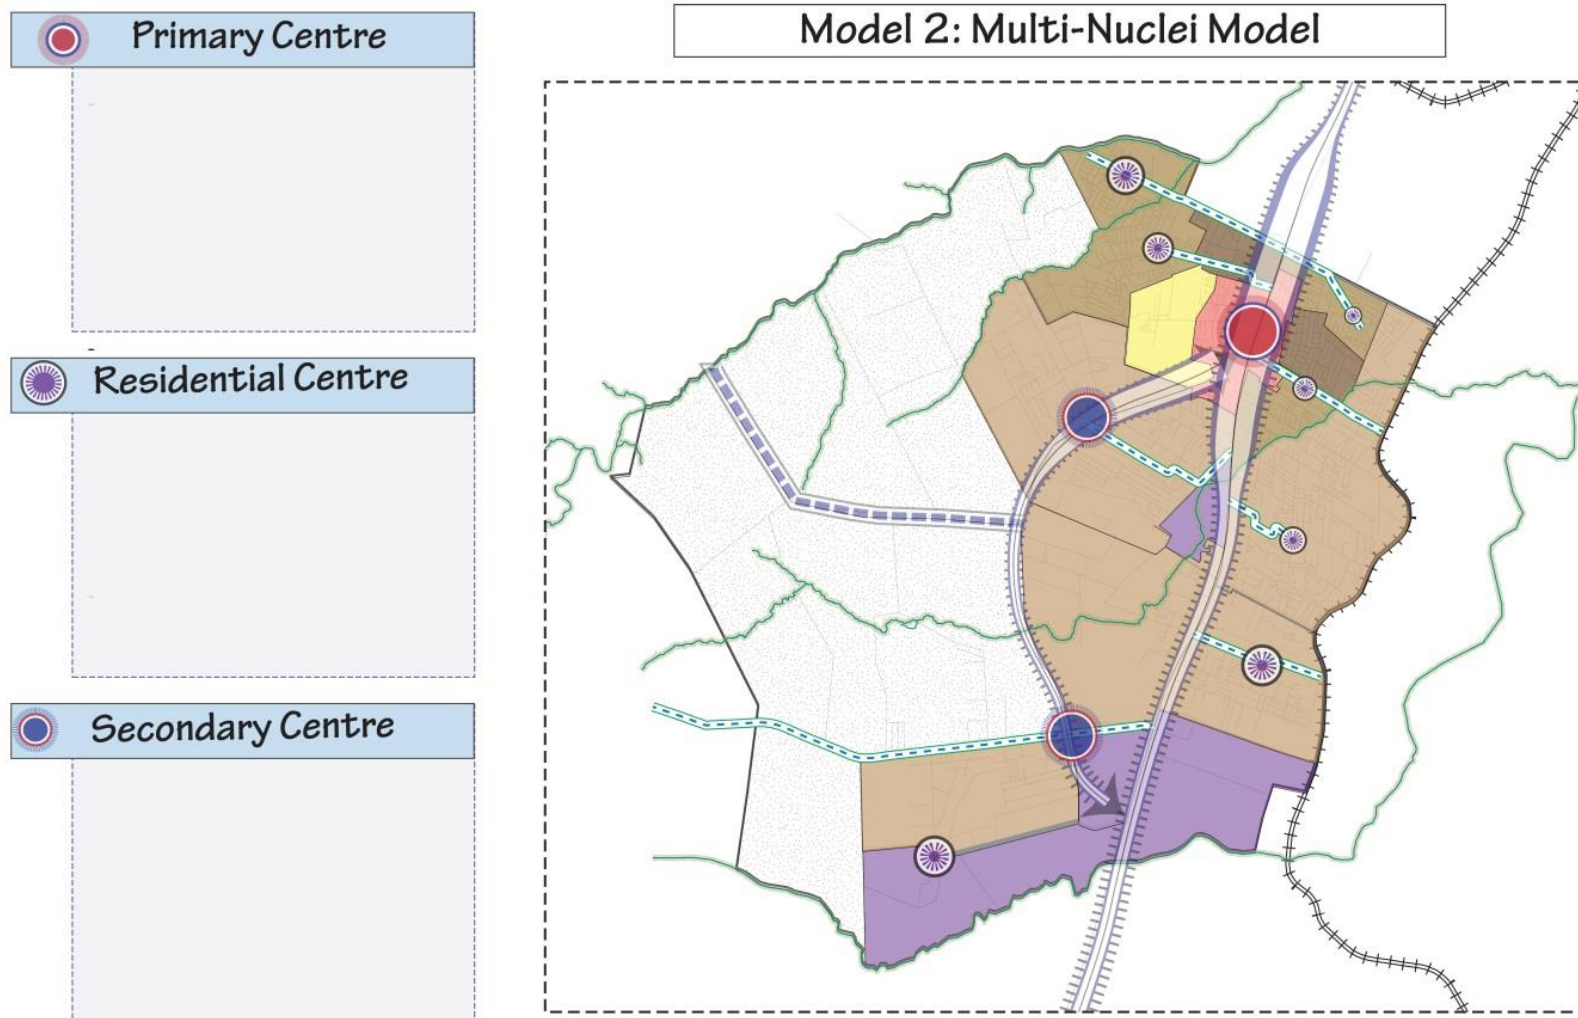 Primary Centre
Residential Centre
Secondary Centre
Model 2: Multi-Nuclei Model